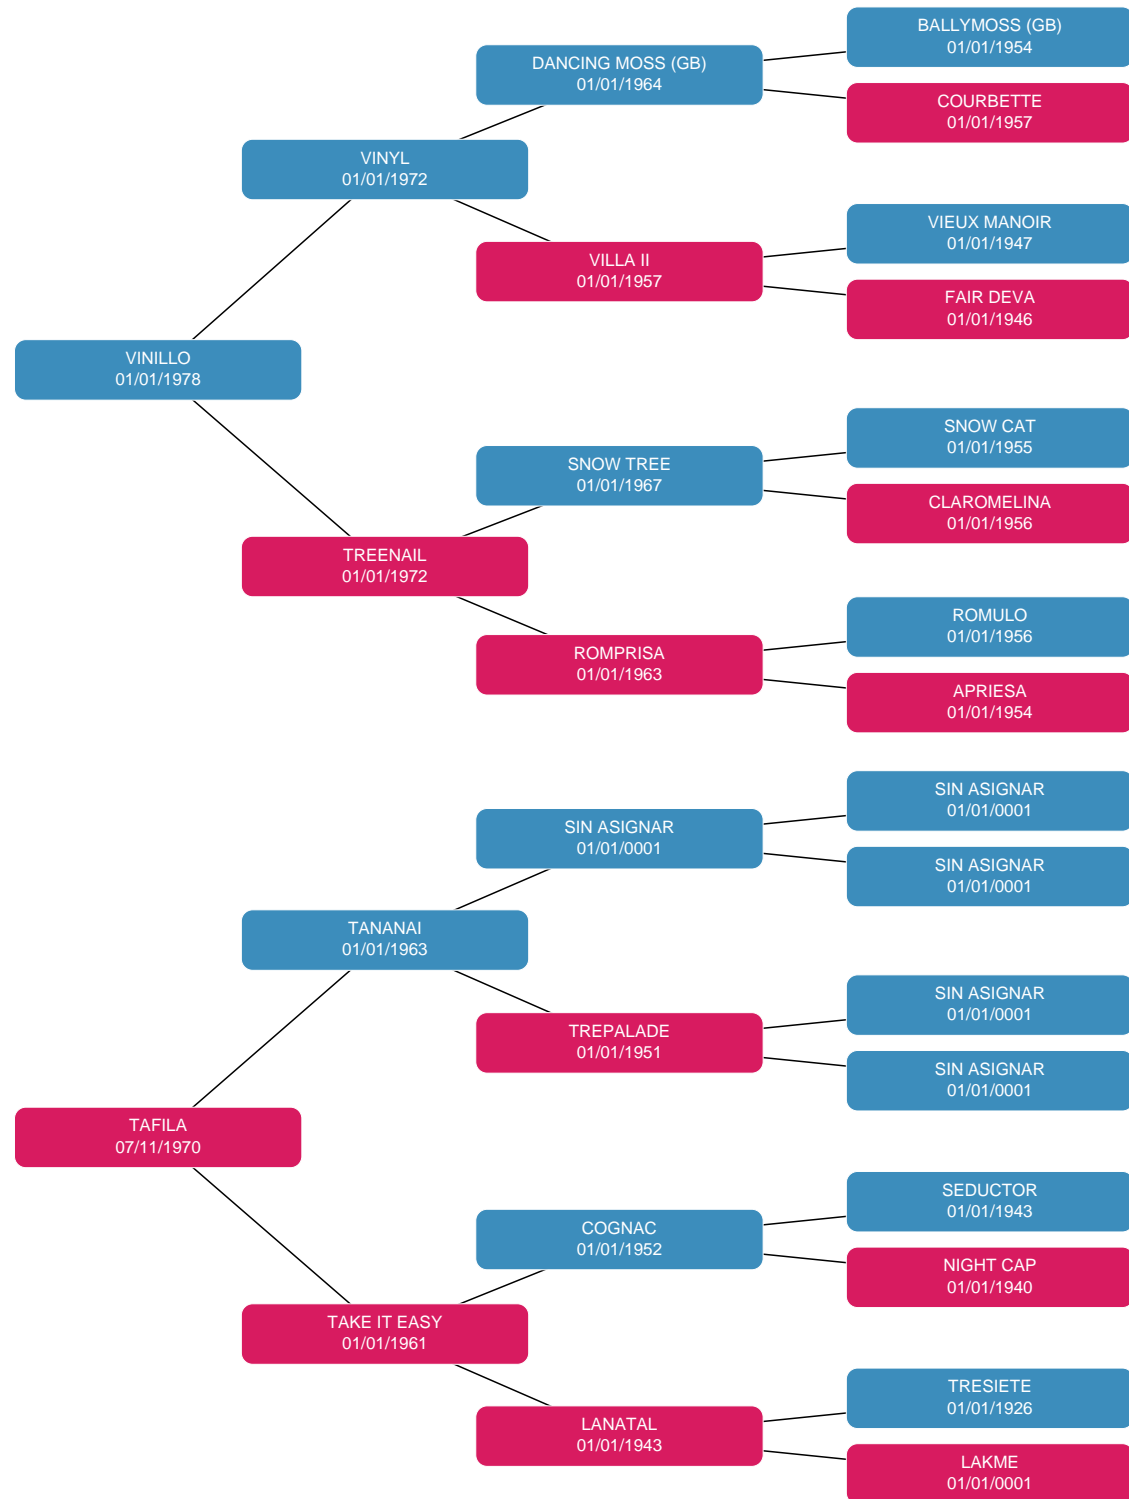 BALLYMOSS (GB)
01/01/1954
DANCING MOSS (GB)
01/01/1964
COURBETTE
01/01/1957
VINYL
01/01/1972
VIEUX MANOIR
01/01/1947
VILLA II
01/01/1957
FAIR DEVA
01/01/1946
VINILLO
01/01/1978
SNOW CAT
01/01/1955
SNOW TREE
01/01/1967
CLAROMELINA
01/01/1956
TREENAIL
01/01/1972
ROMULO
01/01/1956
ROMPRISA
01/01/1963
APRIESA
01/01/1954
SIN ASIGNAR
01/01/0001
SIN ASIGNAR
01/01/0001
SIN ASIGNAR
01/01/0001
TANANAI
01/01/1963
SIN ASIGNAR
01/01/0001
TREPALADE
01/01/1951
SIN ASIGNAR
01/01/0001
TAFILA
07/11/1970
SEDUCTOR
01/01/1943
COGNAC
01/01/1952
NIGHT CAP
01/01/1940
TAKE IT EASY
01/01/1961
TRESIETE
01/01/1926
LANATAL
01/01/1943
LAKME
01/01/0001